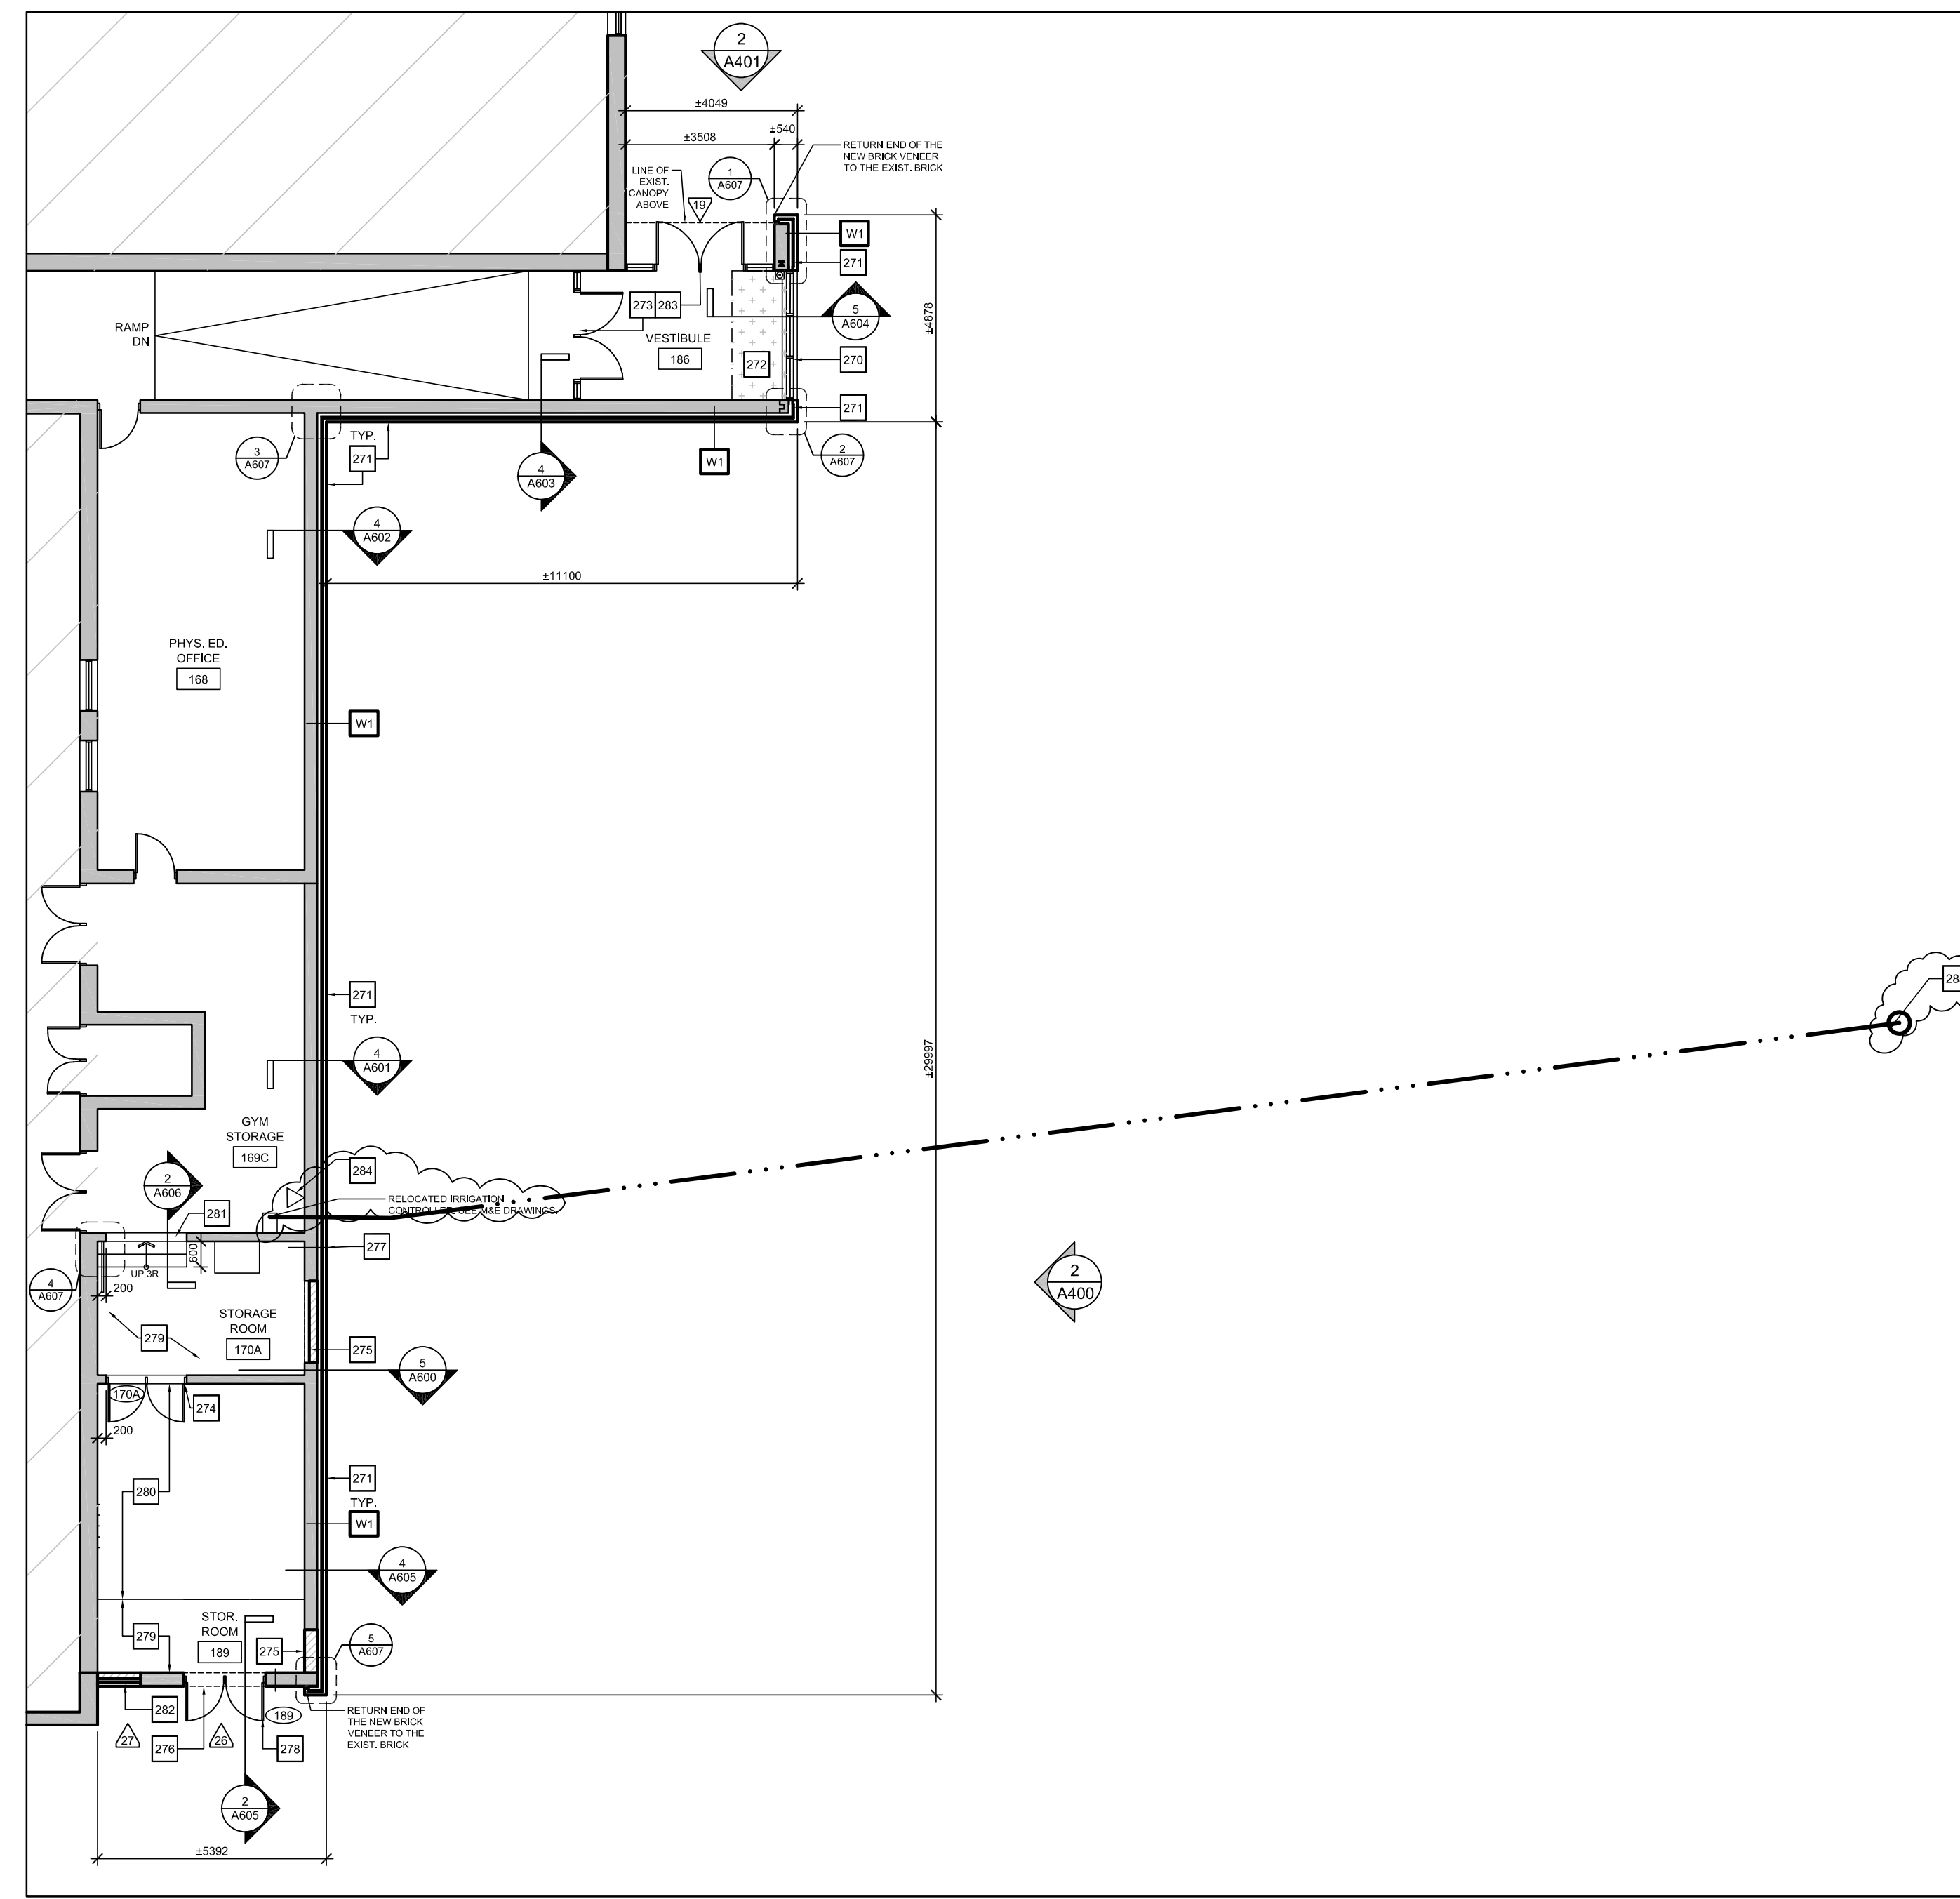 2
A401
±4049
±3508
±540
RETURN END OF THE
NEW BRICK VENEER
TO THE EXIST. BRICK
LINE OF
EXIST.
CANOPY
ABOVE
1
A607
19
W1
271
273
283
5
A604
±4878
RAMP
DN
VESTIBULE
186
272
270
271
3
A607
TYP.
271
4
A603
W1
2
A607
4
A602
±11100
PHYS. ED.
OFFICE
168
W1
271
TYP.
4
A601
±29997
GYM
STORAGE
169C
284
2
A606
281
RELOCATED IRRIGATION
CONTROLLER. SEE M&E DRAWINGS.
277
600
UP 3R
4
A607
200
2
A400
STORAGE
ROOM
170A
279
275
5
A600
170A
274
200
271
TYP.
280
W1
4
A605
STOR.
ROOM
189
279
275
5
A607
282
189
RETURN END OF
THE NEW BRICK
VENEER TO THE
EXIST. BRICK
27
276
26
278
2
A605
±5392